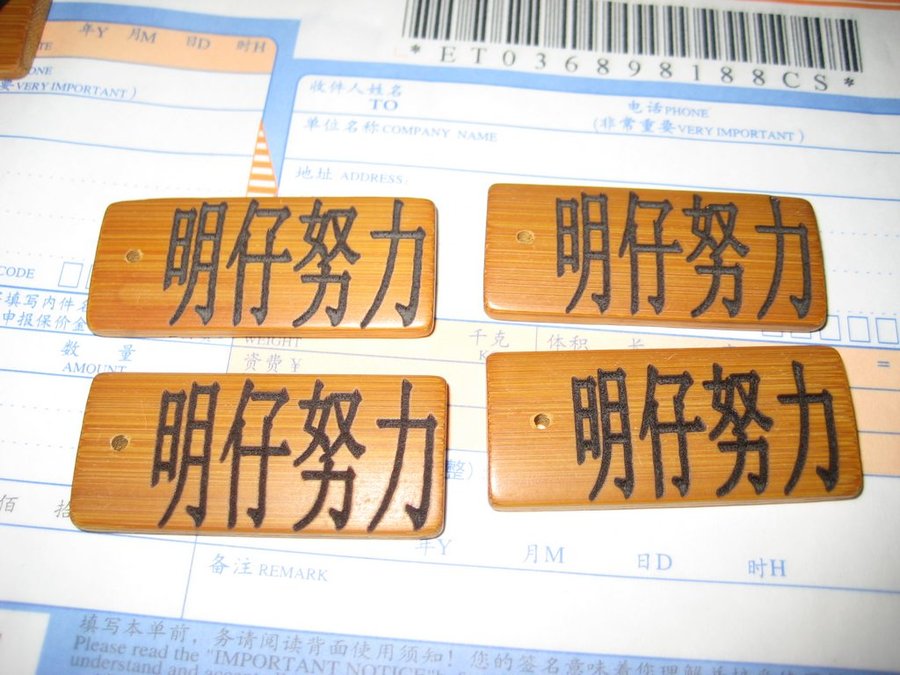 年Y 月M 日D 时H
*ET036898188CS*
收件人姓名
TO
电话PHONE
(非常重要VERY IMPORTANT)
VERY IMPORTANT)
单位名称COMPANY NAME
地址 ADDRESS
明仔努力
明仔努力
CODE
填写内件
申报保价金
数量
AMOUNT
WEIGHT
千克
体积
长
资费¥
明仔努力
明仔努力
佰 拾
年Y 月M 日D 时H
备注 REMARK
填写本单前,务请阅读背面使用须知!您的签名意味着您理解并
Please read the "IMPORTANT NOTICE"
understand and